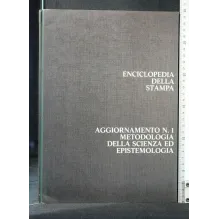 ENCICLOPEDIA
DELLA
STAMPA
AGGIORNAMENTO N. 1
METODOLOGIA
DELLA SCIENZA ED
EPISTEMOLOGIA